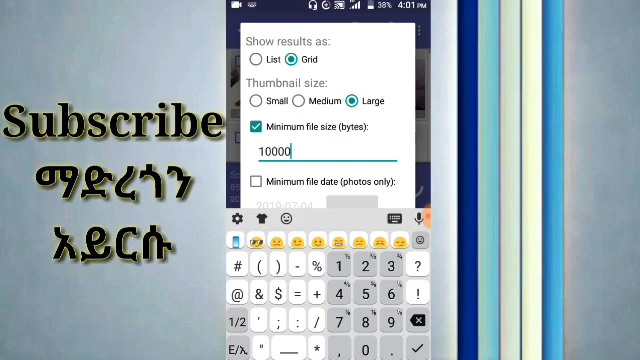 38% 4:01 PM
Show results as:
List Grid
Thumbnail size:
Small Medium Large
Minimum file size (bytes):
10000
Minimum file date (photos only):
2019-07-04
Subscribe
ማድረጎን
አይርሱ
# ( ) - % 1 2 3 ?
@ & $ = + 4 5 6 !
1/2 ' ; : / 7 8 9
E/አ " * , 0 .